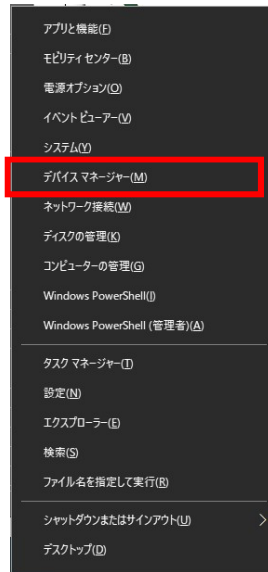 アプリと機能(F)
モビリティ センター(B)
電源オプション(O)
イベント ビューアー(V)
システム(Y)
デバイス マネージャー(M)
ネットワーク接続(W)
ディスクの管理(K)
コンピューターの管理(G)
Windows PowerShell(I)
Windows PowerShell (管理者)(A)
タスク マネージャー(T)
設定(N)
エクスプローラー(E)
検索(S)
ファイル名を指定して実行(R)
シャットダウンまたはサインアウト(U)
デスクトップ(D)